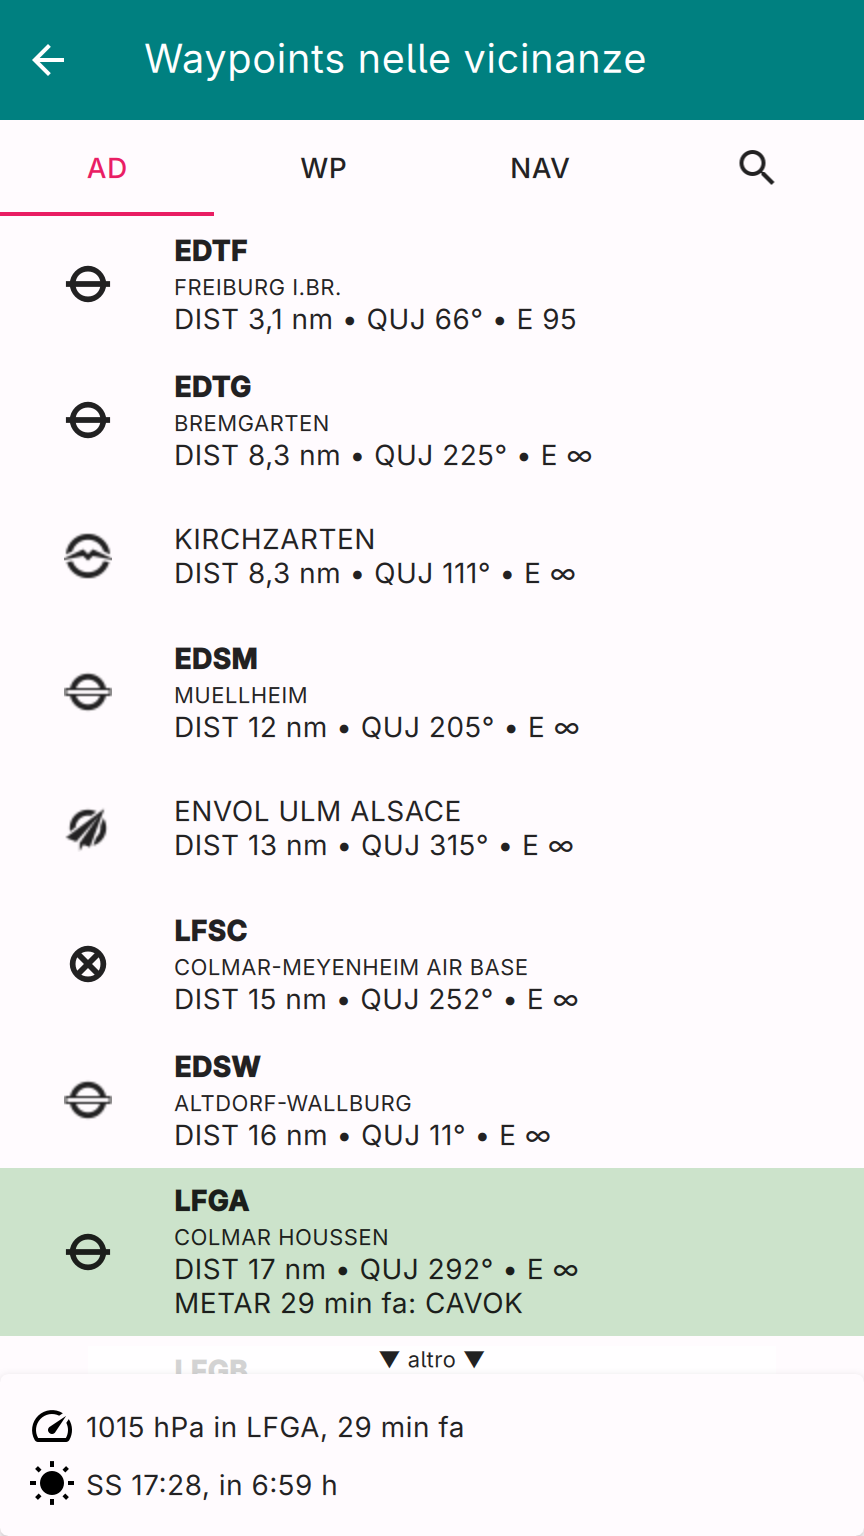 Waypoints nelle vicinanze
AD WP NAV
EDTF
FREIBURG I.BR.
DIST 3,1 nm • QUJ 66° • E 95
EDTG
BREMGARTEN
DIST 8,3 nm • QUJ 225° • E ∞
KIRCHZARTEN
DIST 8,3 nm • QUJ 111° • E ∞
EDSM
MUELLHEIM
DIST 12 nm • QUJ 205° • E ∞
ENVOL ULM ALSACE
DIST 13 nm • QUJ 315° • E ∞
LFSC
COLMAR-MEYENHEIM AIR BASE
DIST 15 nm • QUJ 252° • E ∞
EDSW
ALTDORF-WALLBURG
DIST 16 nm • QUJ 11° • E ∞
LFGA
COLMAR HOUSSEN
DIST 17 nm • QUJ 292° • E ∞
METAR 29 min fa: CAVOK
LFGB
▼ altro ▼
1015 hPa in LFGA, 29 min fa
SS 17:28, in 6:59 h